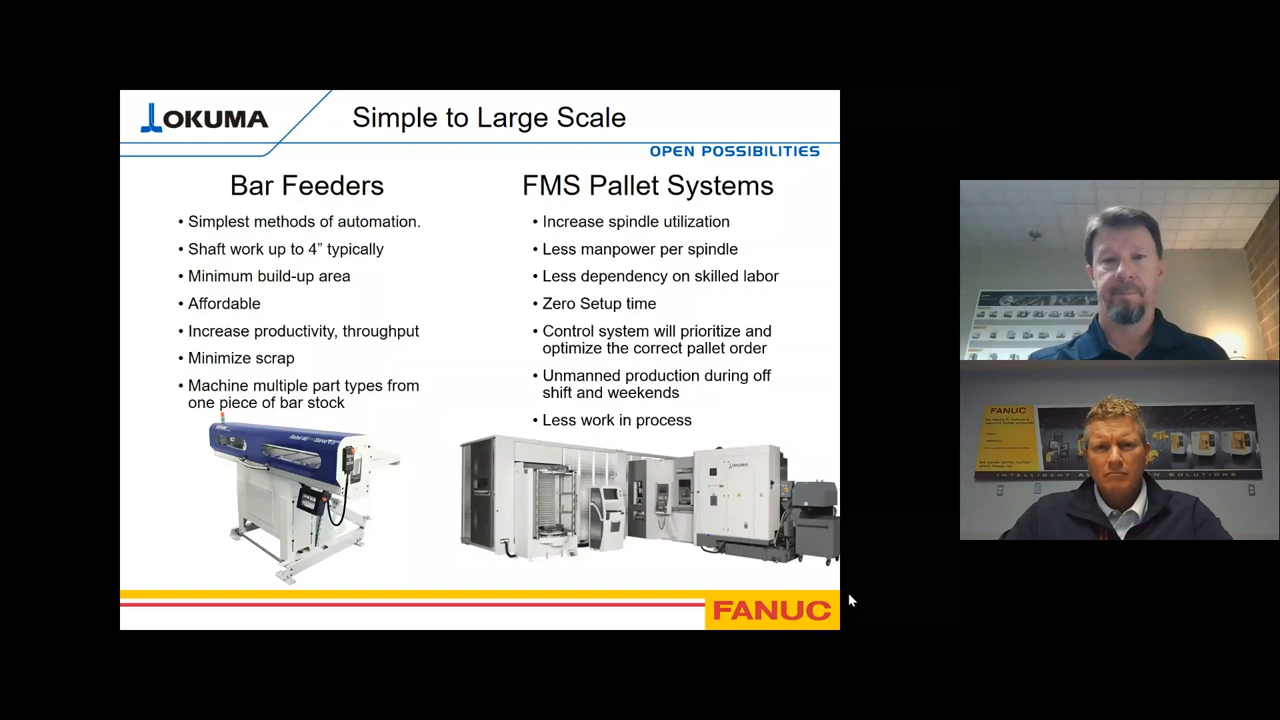 OKUMA
Simple to Large Scale
OPEN POSSIBILITIES
Bar Feeders
• Simplest methods of automation.
• Shaft work up to 4” typically
• Minimum build-up area
• Affordable
• Increase productivity, throughput
• Minimize scrap
• Machine multiple part types from
one piece of bar stock
FMS Pallet Systems
• Increase spindle utilization
• Less manpower per spindle
• Less dependency on skilled labor
• Zero Setup time
• Control system will prioritize and
optimize the correct pallet order
• Unmanned production during off
shift and weekends
• Less work in process
OKUMA
FANUC
FANUC